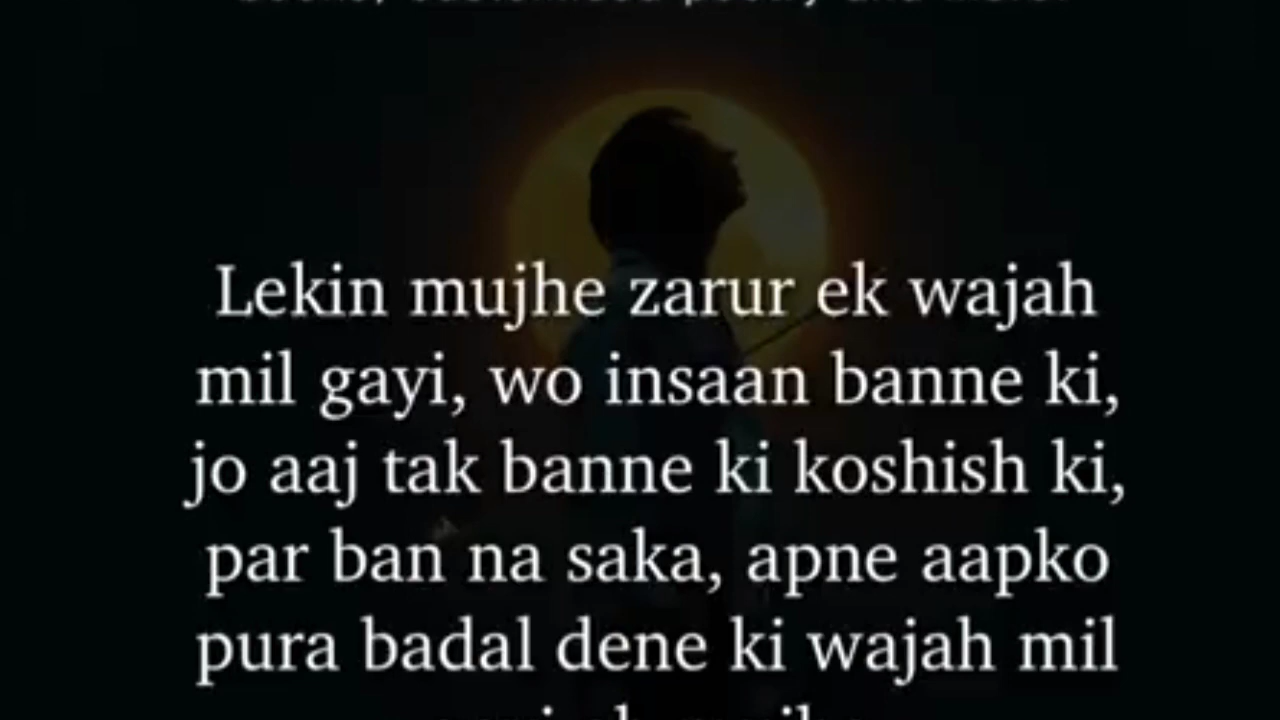 Lekin mujhe zarur ek wajah
mil gayi, wo insaan banne ki,
jo aaj tak banne ki koshish ki,
par ban na saka, apne aapko
pura badal dene ki wajah mil